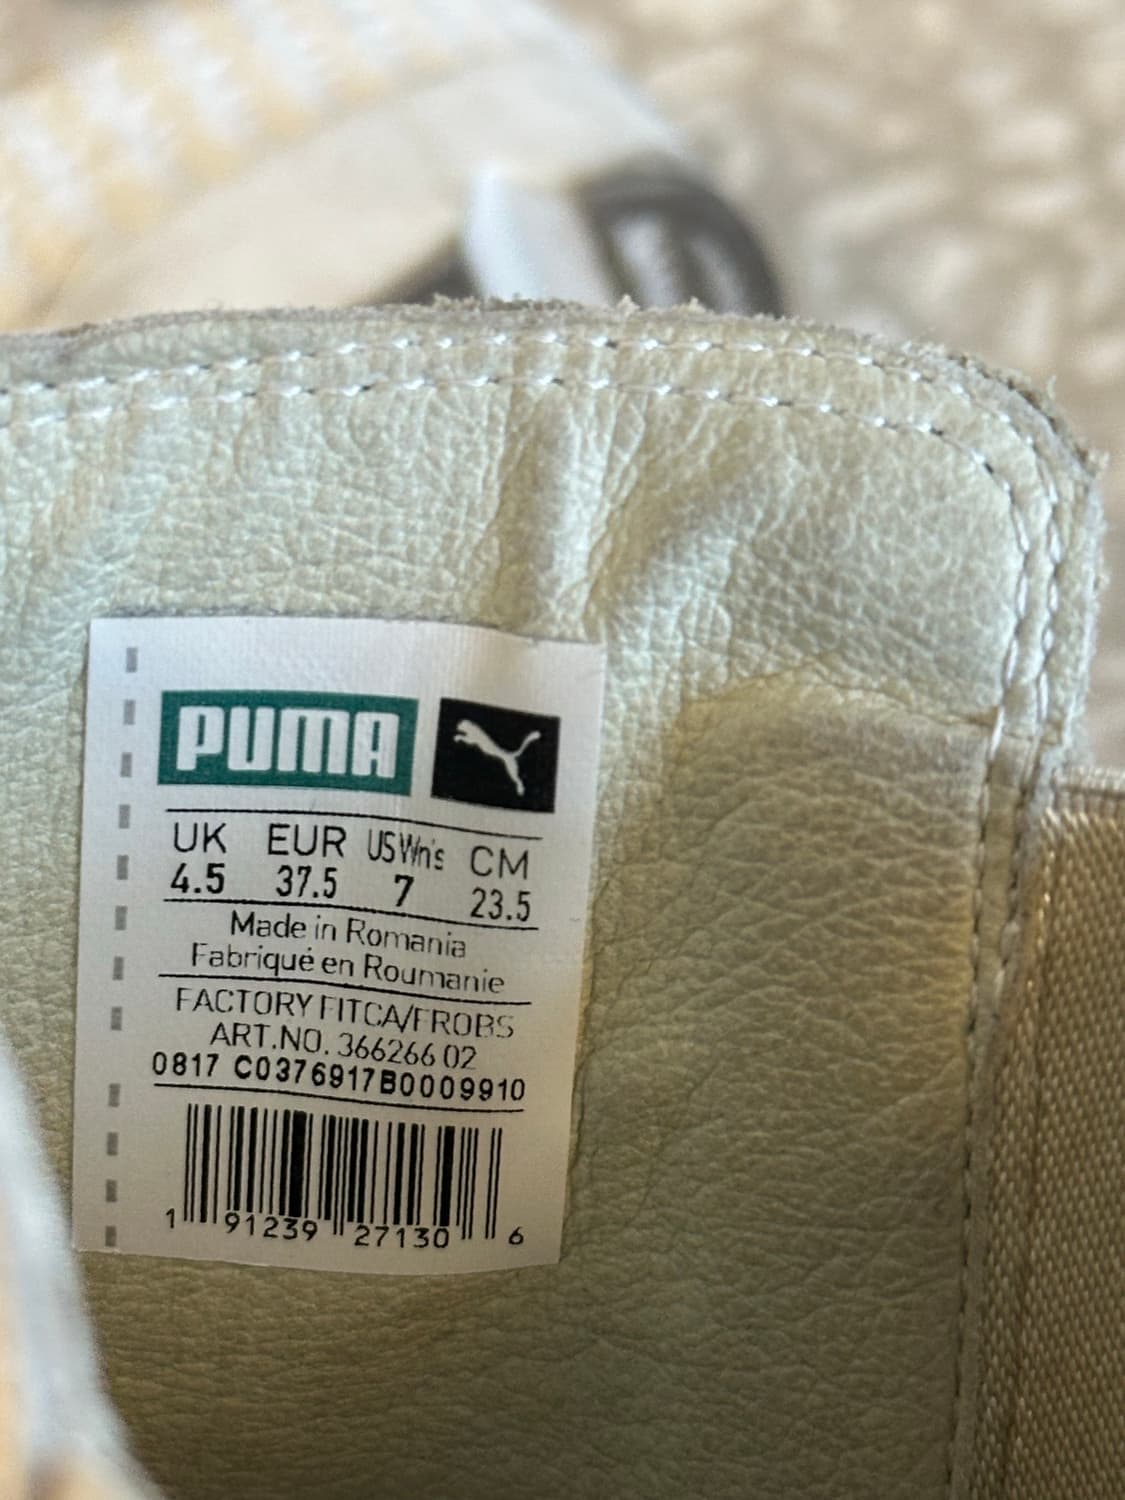 PUMA
UK EUR US Wn's CM
4.5 37.5 7 23.5
Made in Romania
Fabriqué en Roumanie
FACTORY FITCA/FROBS
ART.NO. 366266 02
0817 C0376917B0009910
1 91239 27130 6